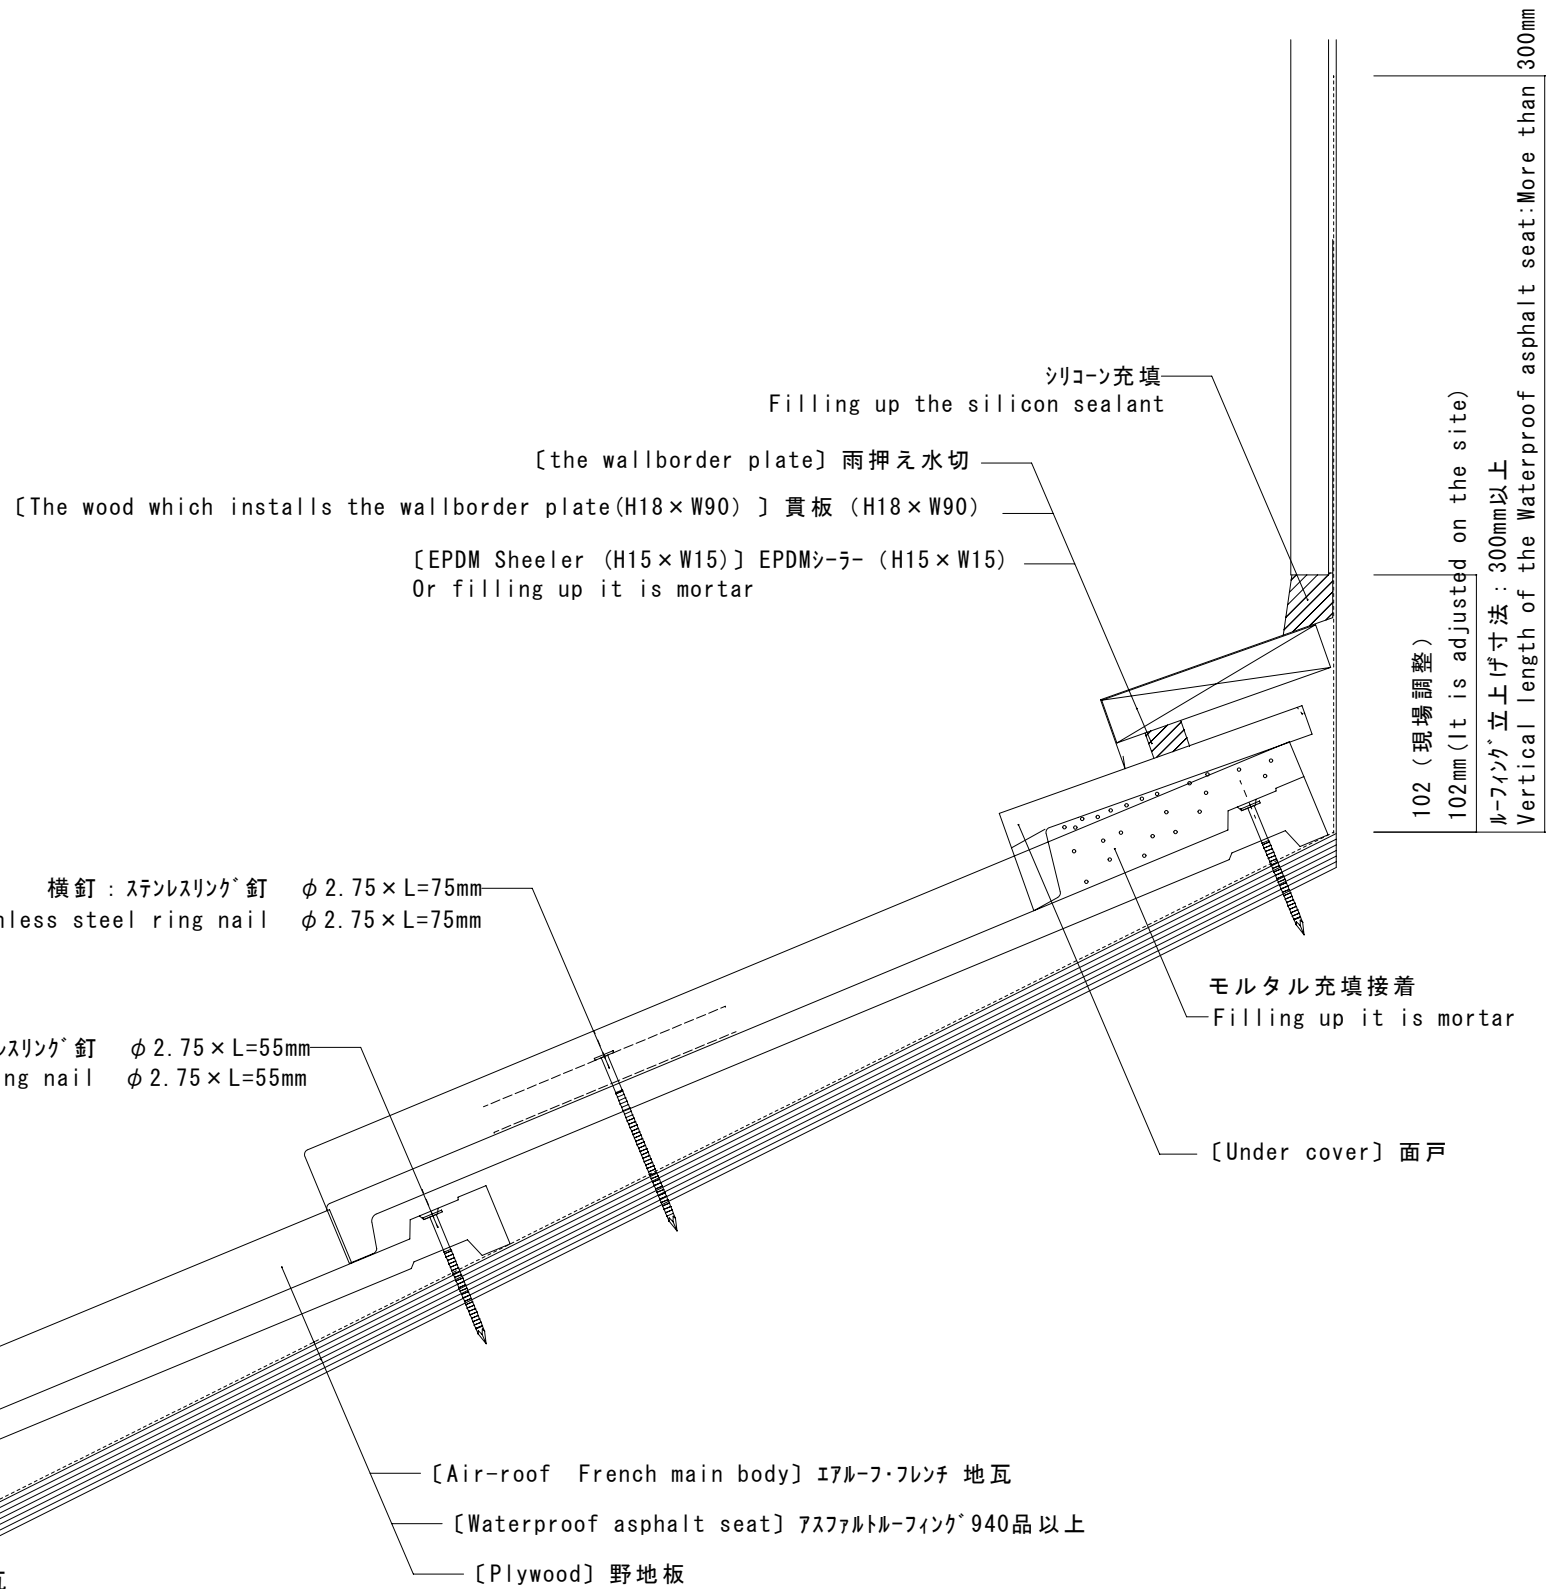 シリコーン充填
Filling up the silicon sealant
〔the wallborder plate〕雨押え水切
〔The wood which installs the wallborder plate(H18×W90) 〕貫板 (H18×W90)
〔EPDM Sheeler (H15×W15)〕EPDMシーラー (H15×W15)
Or filling up it is mortar
102 (現場調整)
102mm(It is adjusted on the site)
ルーフィング立上げ寸法:300mm以上
Vertical length of the Waterproof asphalt seat:More than 300mm
横釘:ステンレスリング釘 φ2.75×L=75mm
nless steel ring nail φ2.75×L=75mm
モルタル充填接着
Filling up it is mortar
レスリング釘 φ2.75×L=55mm
ng nail φ2.75×L=55mm
〔Under cover〕面戸
〔Air-roof French main body〕エアルーフ・フレンチ 地瓦
〔Waterproof asphalt seat〕アスファルトルーフィング940品以上
〔Plywood〕野地板